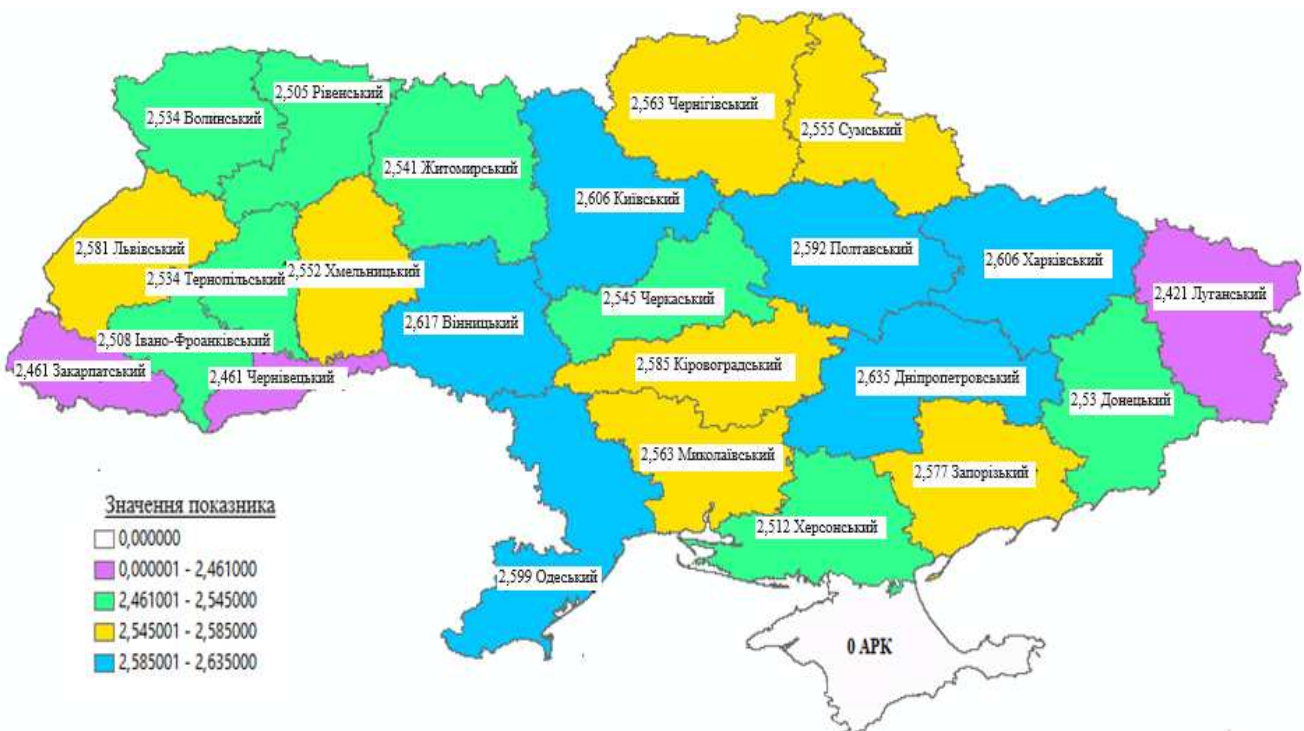 2,505 Рівенський
2,563 Чернігівський
2,534 Волинський
2,555 Сумський
2,541 Житомирський
2,606 Київський
2,581 Львівський
2,592 Полтавський
2,606 Харківський
2,534 Тернопільський
2,552 Хмельницький
2,545 Черкаський
2,421 Луганський
2,617 Вінницький
2,508 Івано-Фроанківський
2,585 Кіровоградський
2,461 Закарпатський
2,461 Чернівецький
2,635 Дніпропетровський
2,53 Донецький
2,563 Миколаївський
2,577 Запорізький
2,512 Херсонський
2,599 Одеський
0 АРК
Значення показника
0,000000
0,000001 - 2,461000
2,461001 - 2,545000
2,545001 - 2,585000
2,585001 - 2,635000